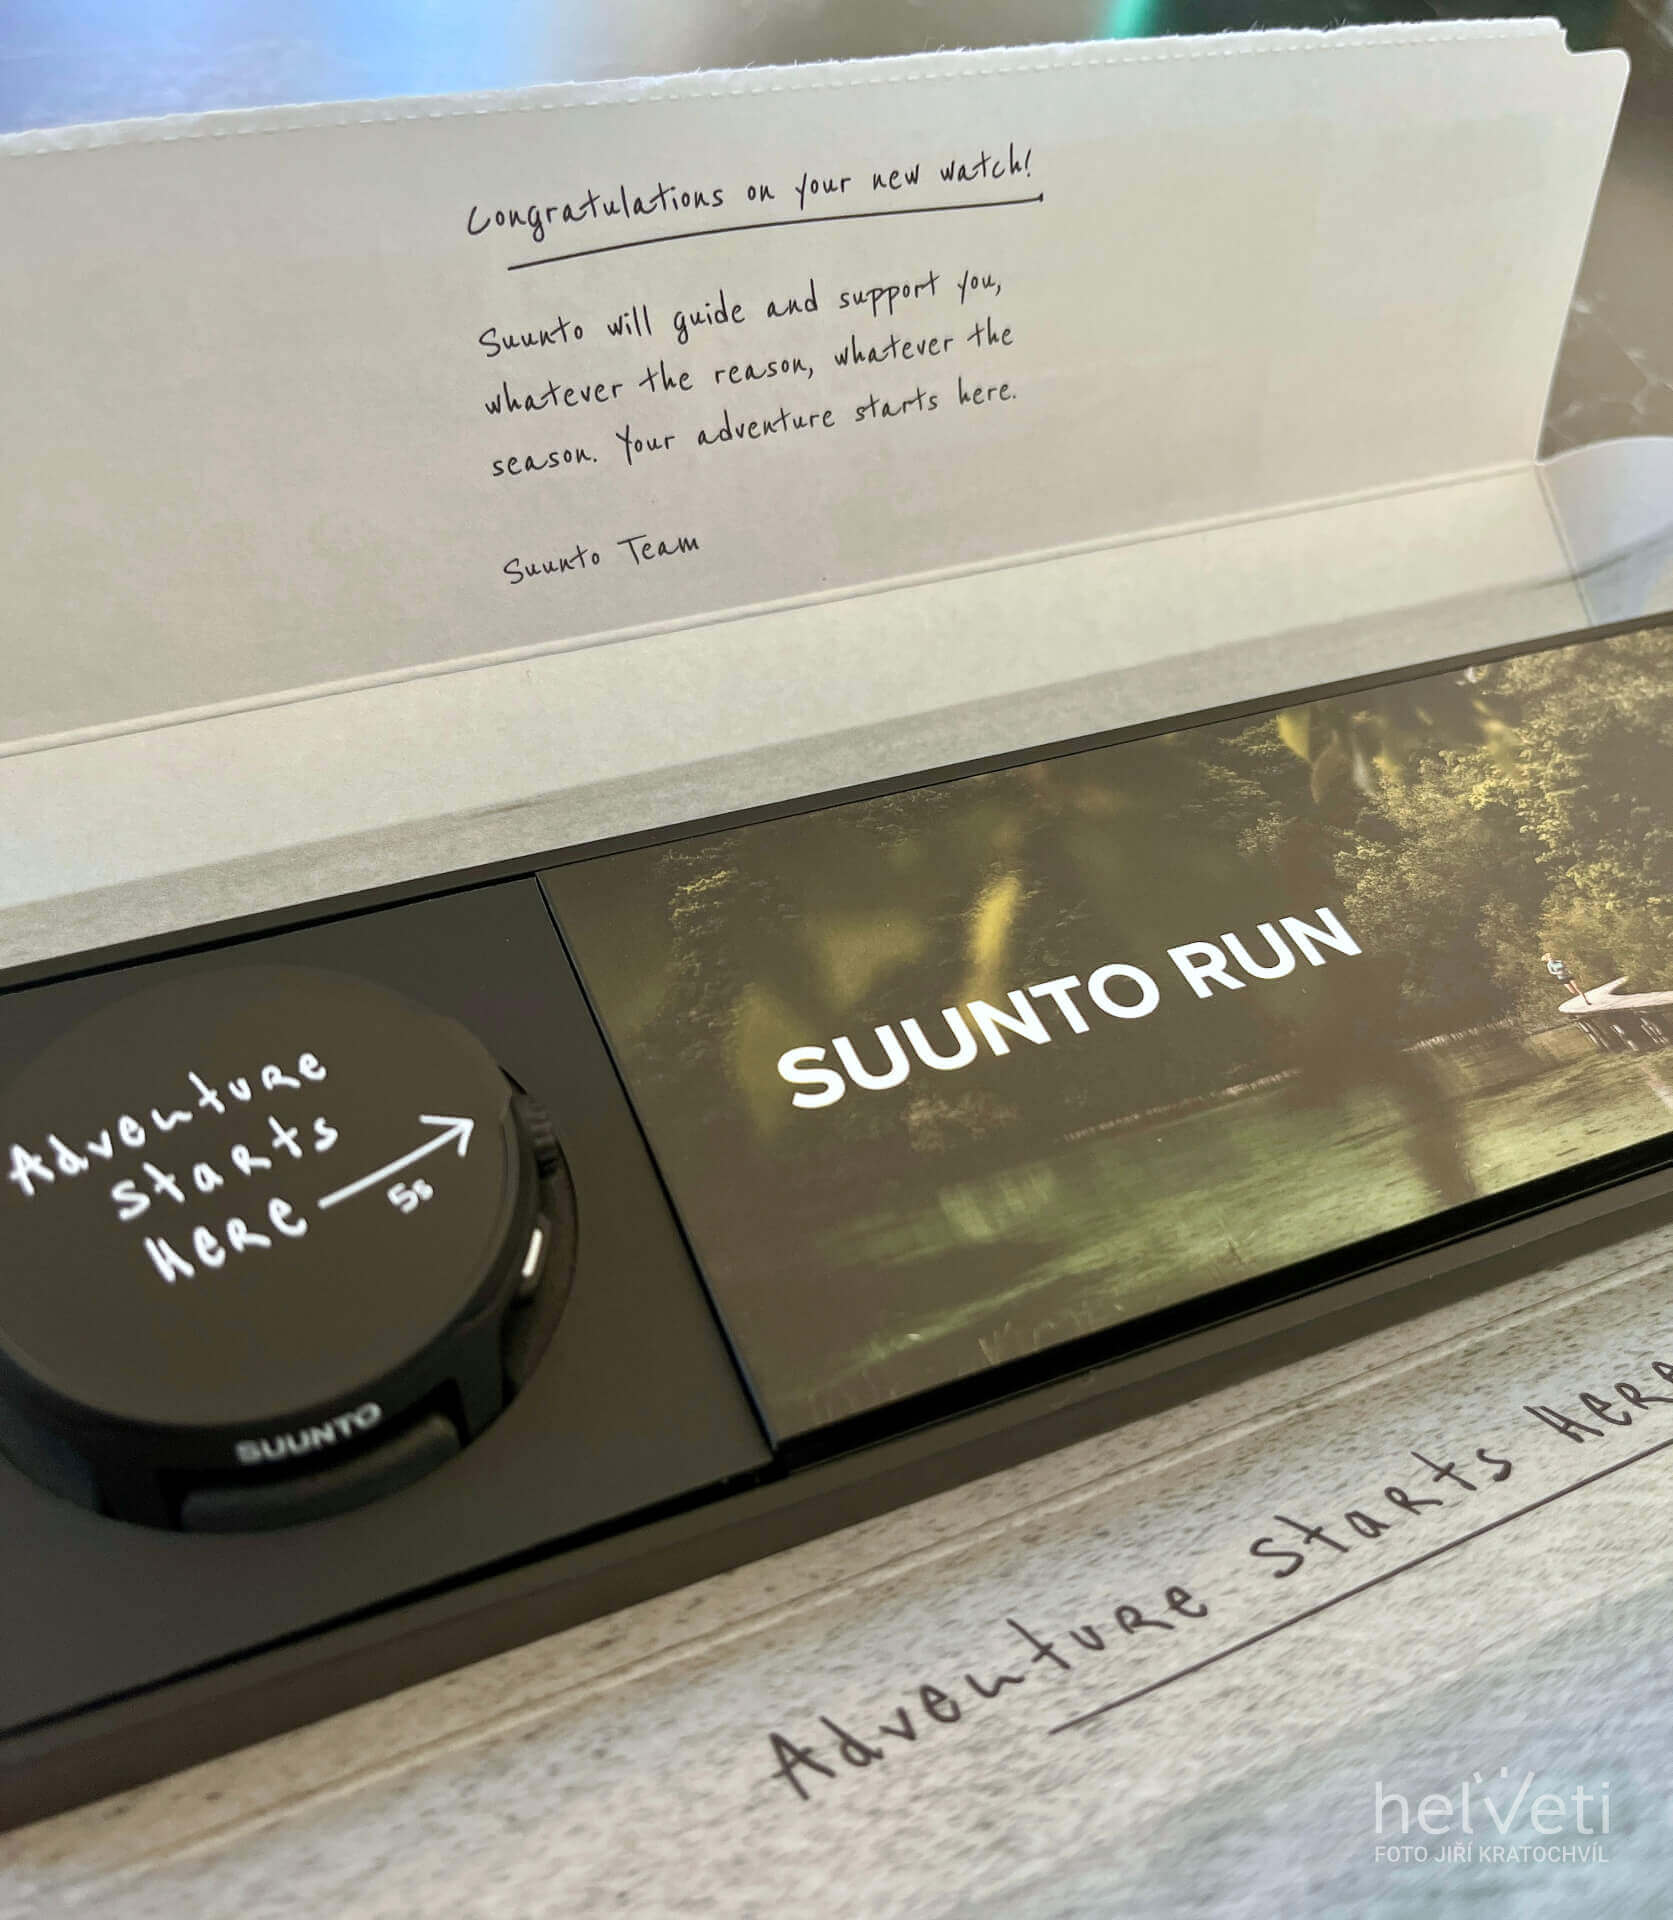 Congratulations on your new watch!
Suunto will guide and support you,
whatever the reason, whatever the
season. Your adventure starts here.
Suunto Team
SUUNTO RUN
Adventure
starts
Here
5s
SUUNTO
Adventure starts Here
helveti
FOTO JIŘÍ KRATOCHVÍL